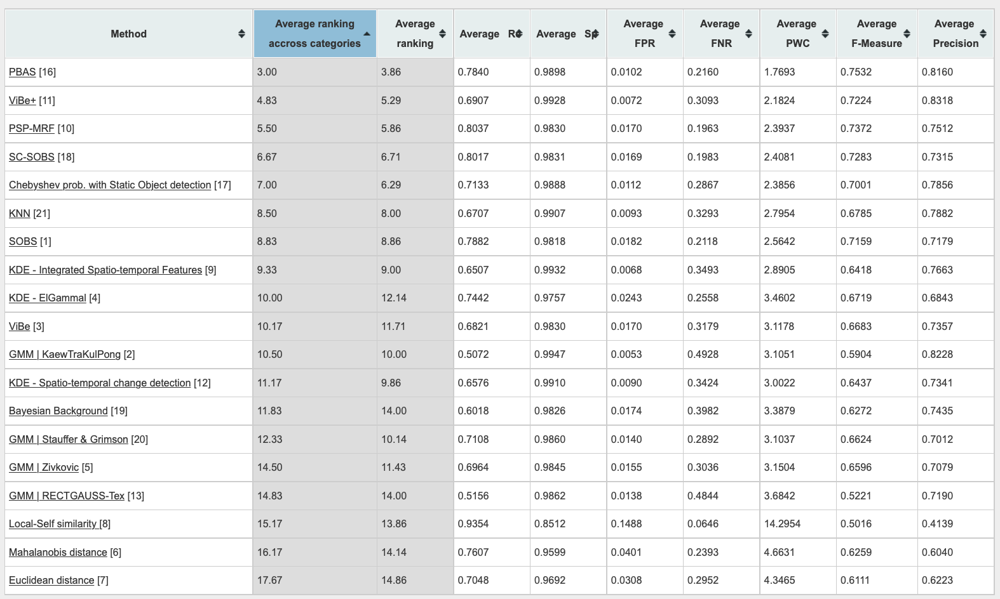 Method Average ranking accross categories Average ranking Average Average Average FPR Average FNR Average PWC Average F-Measure Average Precision
PBAS [16] 3.00 3.86 0.7840 0.9898 0.0102 0.2160 1.7693 0.7532 0.8160
ViBe+ [11] 4.83 5.29 0.6907 0.9928 0.0072 0.3093 2.1824 0.7224 0.8318
PSP-MRF [10] 5.50 5.86 0.8037 0.9830 0.0170 0.1963 2.3937 0.7372 0.7512
SC-SOBS [18] 6.67 6.71 0.8017 0.9831 0.0169 0.1983 2.4081 0.7283 0.7315
Chebyshev prob. with Static Object detection [17] 7.00 6.29 0.7133 0.9888 0.0112 0.2867 2.3856 0.7001 0.7856
KNN [21] 8.50 8.00 0.6707 0.9907 0.0093 0.3293 2.7954 0.6785 0.7882
SOBS [1] 8.83 8.86 0.7882 0.9818 0.0182 0.2118 2.5642 0.7159 0.7179
KDE - Integrated Spatio-temporal Features [9] 9.33 9.00 0.6507 0.9932 0.0068 0.3493 2.8905 0.6418 0.7663
KDE - ElGammal [4] 10.00 12.14 0.7442 0.9757 0.0243 0.2558 3.4602 0.6719 0.6843
ViBe [3] 10.17 11.71 0.6821 0.9830 0.0170 0.3179 3.1178 0.6683 0.7357
GMM | KaewTraKulPong [2] 10.50 10.00 0.5072 0.9947 0.0053 0.4928 3.1051 0.5904 0.8228
KDE - Spatio-temporal change detection [12] 11.17 9.86 0.6576 0.9910 0.0090 0.3424 3.0022 0.6437 0.7341
Bayesian Background [19] 11.83 14.00 0.6018 0.9826 0.0174 0.3982 3.3879 0.6272 0.7435
GMM | Stauffer & Grimson [20] 12.33 10.14 0.7108 0.9860 0.0140 0.2892 3.1037 0.6624 0.7012
GMM | Zivkovic [5] 14.50 11.43 0.6964 0.9845 0.0155 0.3036 3.1504 0.6596 0.7079
GMM | RECTGAUSS-Tex [13] 14.83 14.00 0.5156 0.9862 0.0138 0.4844 3.6842 0.5221 0.7190
Local-Self similarity [8] 15.17 13.86 0.9354 0.8512 0.1488 0.0646 14.2954 0.5016 0.4139
Mahalanobis distance [6] 16.17 14.14 0.7607 0.9599 0.0401 0.2393 4.6631 0.6259 0.6040
Euclidean distance [7] 17.67 14.86 0.7048 0.9692 0.0308 0.2952 4.3465 0.6111 0.6223